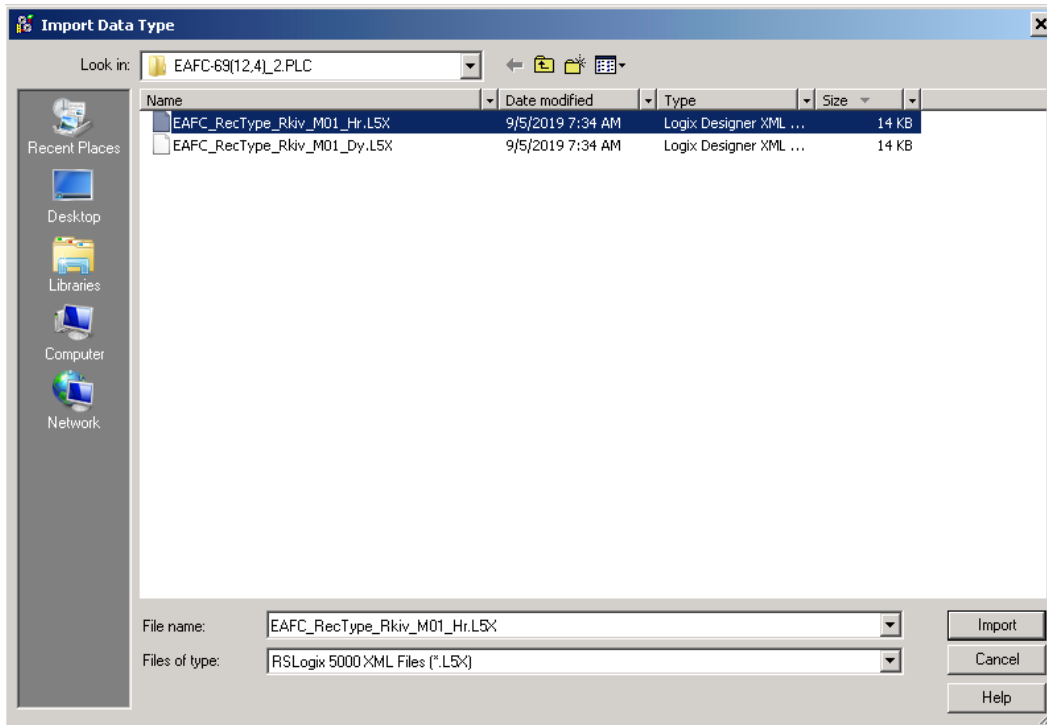 Import Data Type
Look in: EAFC-69(12,4)_2.PLC
Name Date modified Type Size
EAFC_RecType_Rkiv_M01_Hr.L5X 9/5/2019 7:34 AM Logix Designer XML ... 14 KB
EAFC_RecType_Rkiv_M01_Dy.L5X 9/5/2019 7:34 AM Logix Designer XML ... 14 KB
Recent Places
Desktop
Libraries
Computer
Network
File name: EAFC_RecType_Rkiv_M01_Hr.L5X Import
Files of type: RSLogix 5000 XML Files (*.L5X) Cancel
Help